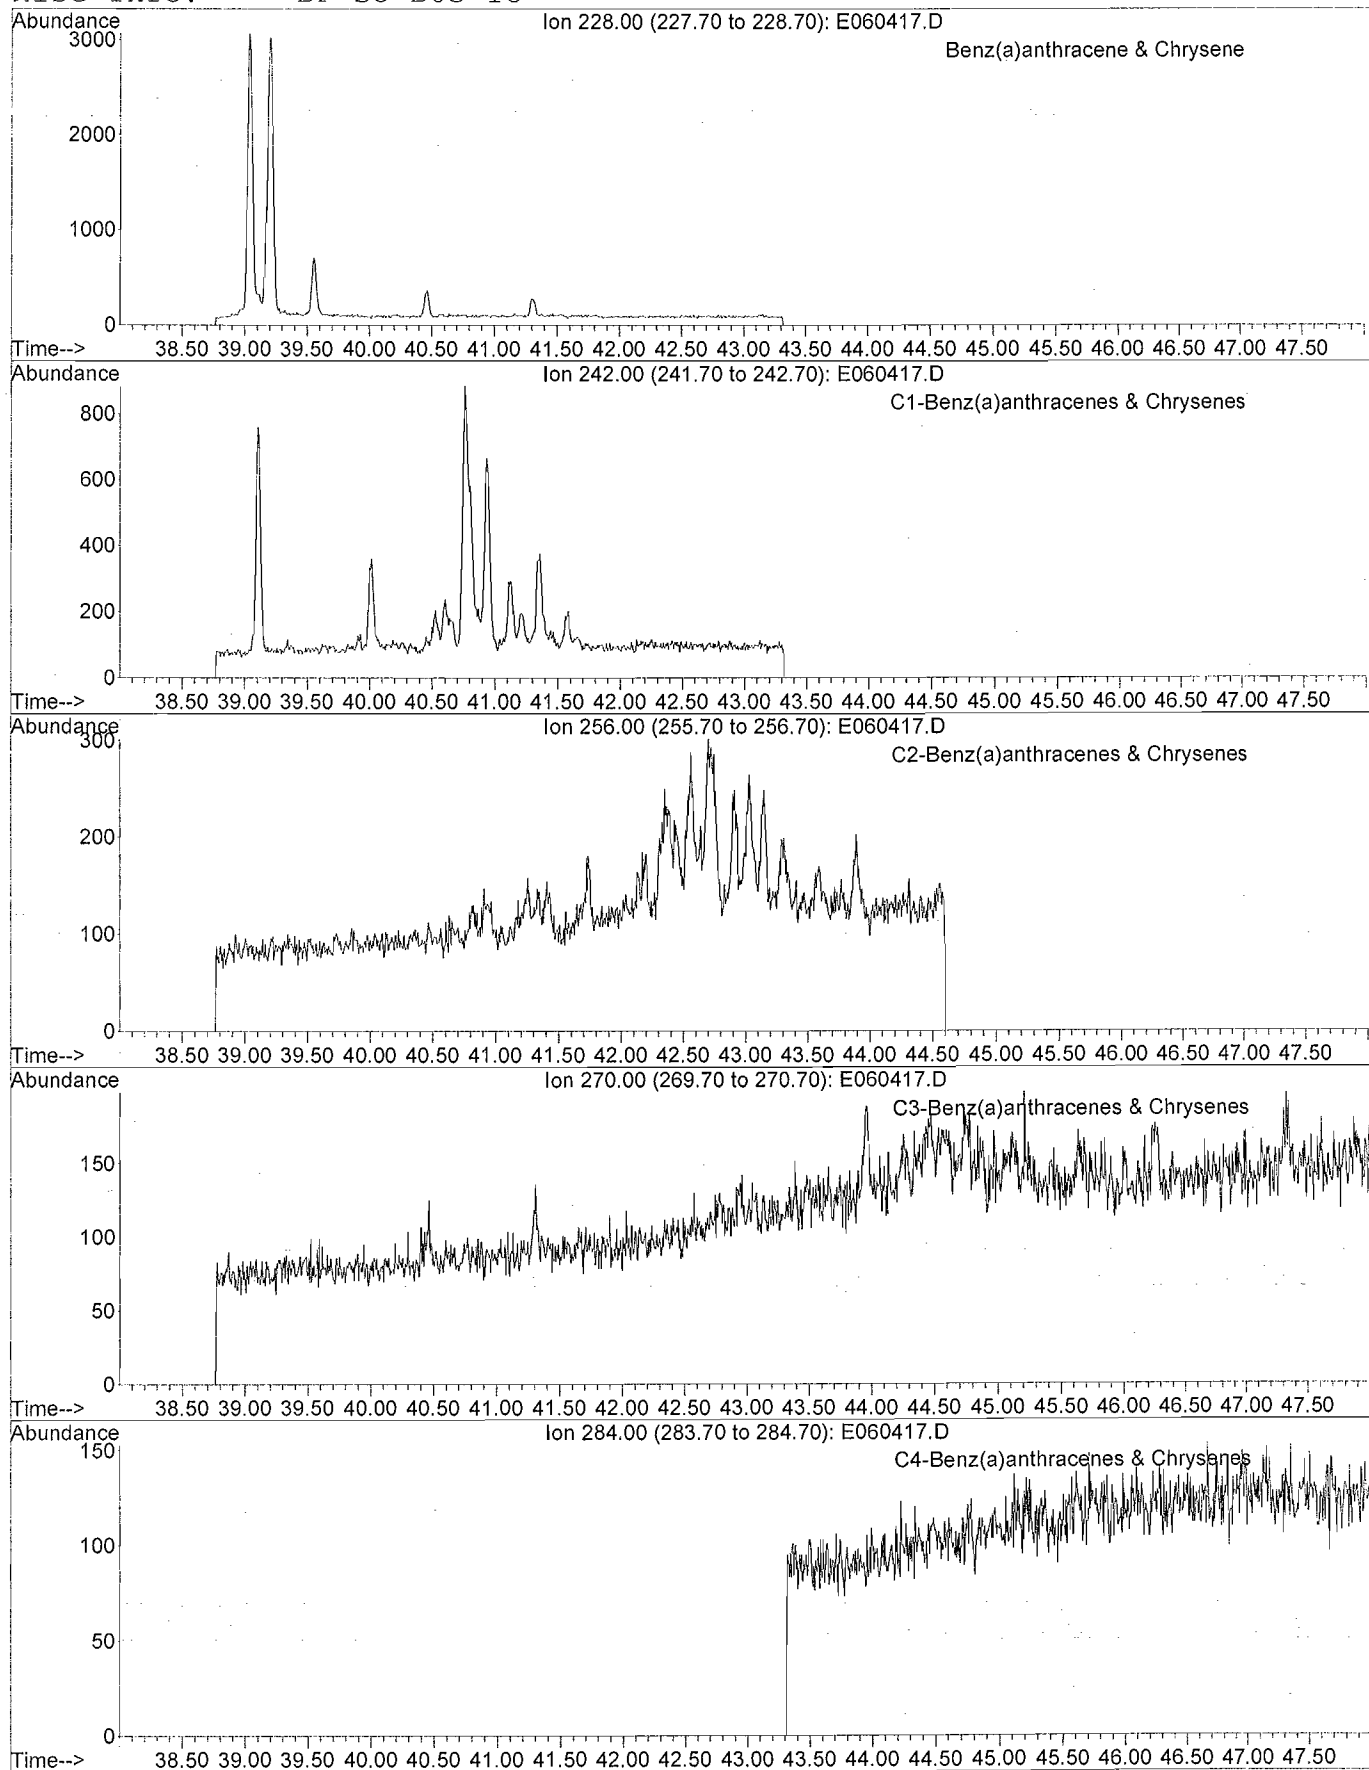 Abundance
Ion 228.00 (227.70 to 228.70): E060417.D
Benz(a)anthracene & Chrysene
3000
2000
1000
0
Time--> 38.50 39.00 39.50 40.00 40.50 41.00 41.50 42.00 42.50 43.00 43.50 44.00 44.50 45.00 45.50 46.00 46.50 47.00 47.50
Abundance
Ion 242.00 (241.70 to 242.70): E060417.D
C1-Benz(a)anthracenes & Chrysenes
800
600
400
200
0
Time--> 38.50 39.00 39.50 40.00 40.50 41.00 41.50 42.00 42.50 43.00 43.50 44.00 44.50 45.00 45.50 46.00 46.50 47.00 47.50
Abundance
Ion 256.00 (255.70 to 256.70): E060417.D
C2-Benz(a)anthracenes & Chrysenes
300
200
100
0
Time--> 38.50 39.00 39.50 40.00 40.50 41.00 41.50 42.00 42.50 43.00 43.50 44.00 44.50 45.00 45.50 46.00 46.50 47.00 47.50
Abundance
Ion 270.00 (269.70 to 270.70): E060417.D
C3-Benz(a)anthracenes & Chrysenes
150
100
50
0
Time--> 38.50 39.00 39.50 40.00 40.50 41.00 41.50 42.00 42.50 43.00 43.50 44.00 44.50 45.00 45.50 46.00 46.50 47.00 47.50
Abundance
Ion 284.00 (283.70 to 284.70): E060417.D
C4-Benz(a)anthracenes & Chrysenes
150
100
50
0
Time--> 38.50 39.00 39.50 40.00 40.50 41.00 41.50 42.00 42.50 43.00 43.50 44.00 44.50 45.00 45.50 46.00 46.50 47.00 47.50